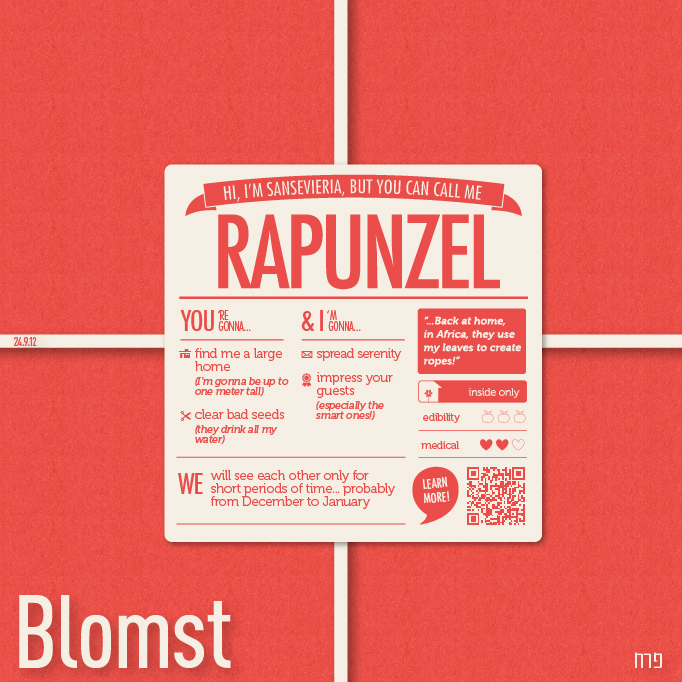 HI, I'M SANSEVIERIA, BUT YOU CAN CALL ME
RAPUNZEL
YOU'RE GONNA...
find me a large
home
(I'm gonna be up to
one meter tall)
clear bad seeds
(they drink all my
water)
& I'M GONNA...
spread serenity
impress your
guests
(especially the
smart ones!)
"...Back at home,
in Africa, they use
my leaves to create
ropes!"
inside only
edibility
medical
WE will see each other only for
short periods of time... probably
from December to January
LEARN
MORE!
24.9.12
Blomst
פרח